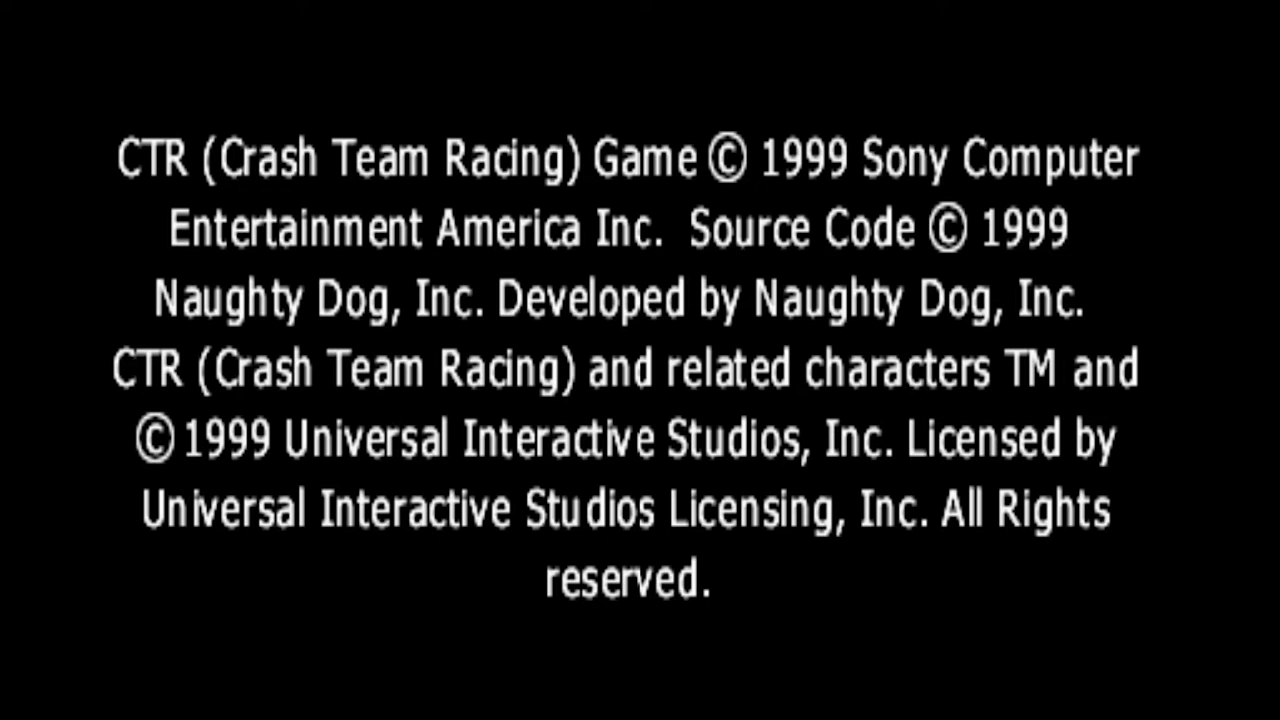 CTR (Crash Team Racing) Game © 1999 Sony Computer
Entertainment America Inc.  Source Code © 1999
Naughty Dog, Inc. Developed by Naughty Dog, Inc.
CTR (Crash Team Racing) and related characters TM and
© 1999 Universal Interactive Studios, Inc. Licensed by
Universal Interactive Studios Licensing, Inc. All Rights
reserved.